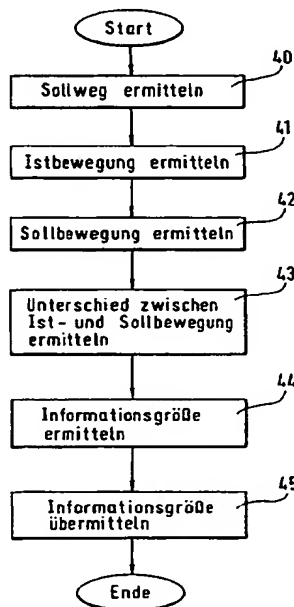 Start
40
Sollweg ermitteln
41
Istbewegung ermitteln
42
Sollbewegung ermitteln
43
Unterschied zwischen
Ist- und Sollbewegung
ermitteln
44
Informationsgröße
ermitteln
45
Informationsgröße
übermitteln
Ende